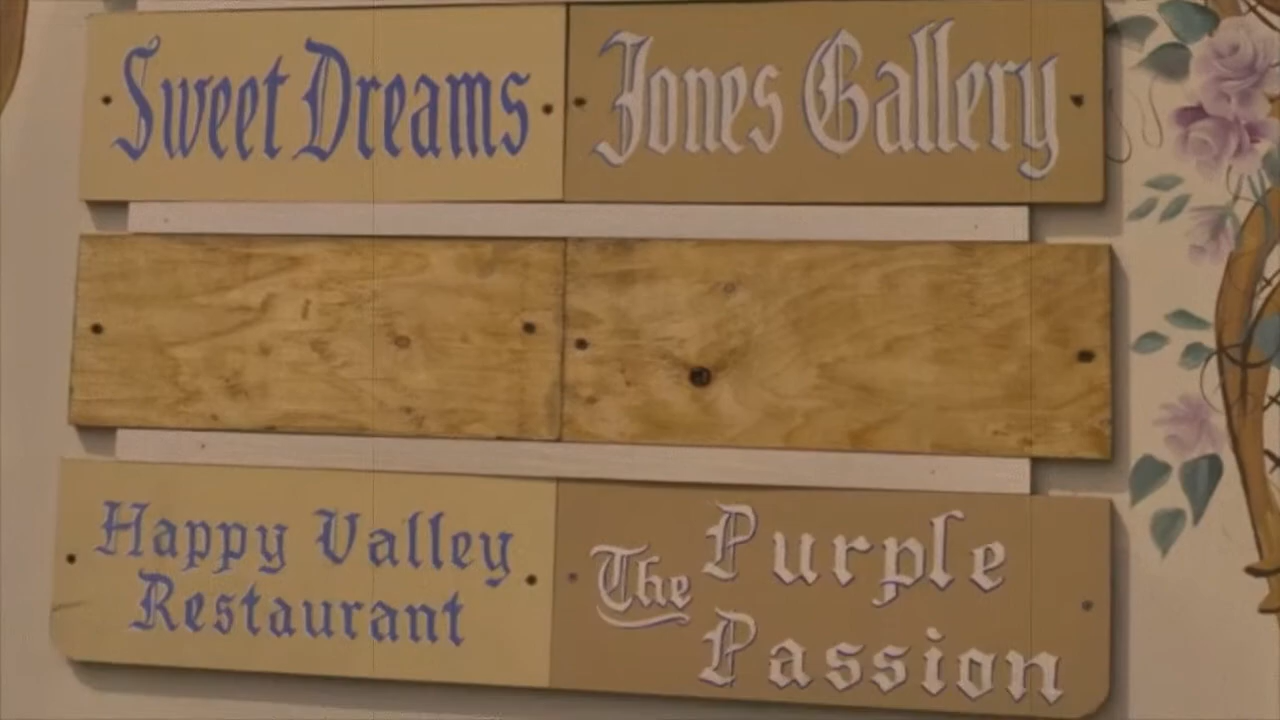 Sweet Dreams
Jones Gallery
Happy Valley
Restaurant
The Purple
Passion